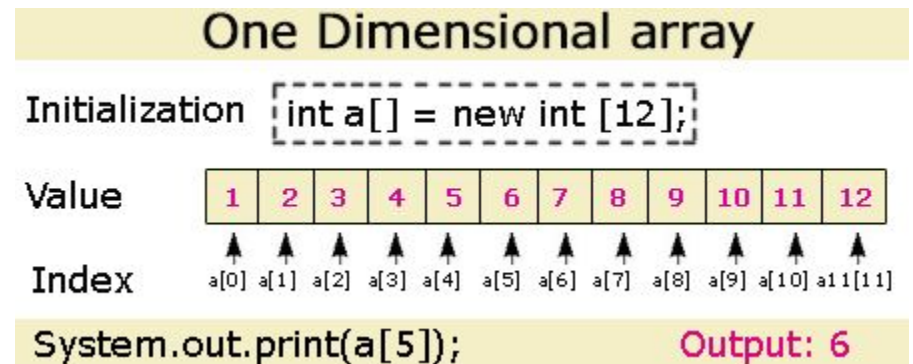 One Dimensional array
Initialization int a[] = new int [12];
Value 1 2 3 4 5 6 7 8 9 10 11 12
Index a[0] a[1] a[2] a[3] a[4] a[5] a[6] a[7] a[8] a[9] a[10] a11[11]
System.out.print(a[5]); Output: 6